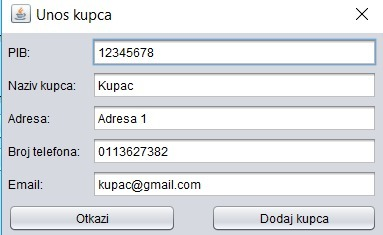 Unos kupca
PIB: 12345678
Naziv kupca: Kupac
Adresa: Adresa 1
Broj telefona: 0113627382
Email: kupac@gmail.com
Otkazi Dodaj kupca